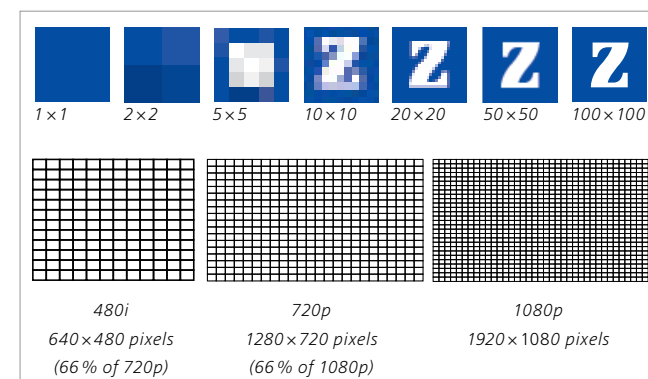 Z Z Z Z
1×1 2×2 5×5 10×10 20×20 50×50 100×100
480i 720p 1080p
640×480 pixels 1280×720 pixels 1920×1080 pixels
(66 % of 720p) (66 % of 1080p)